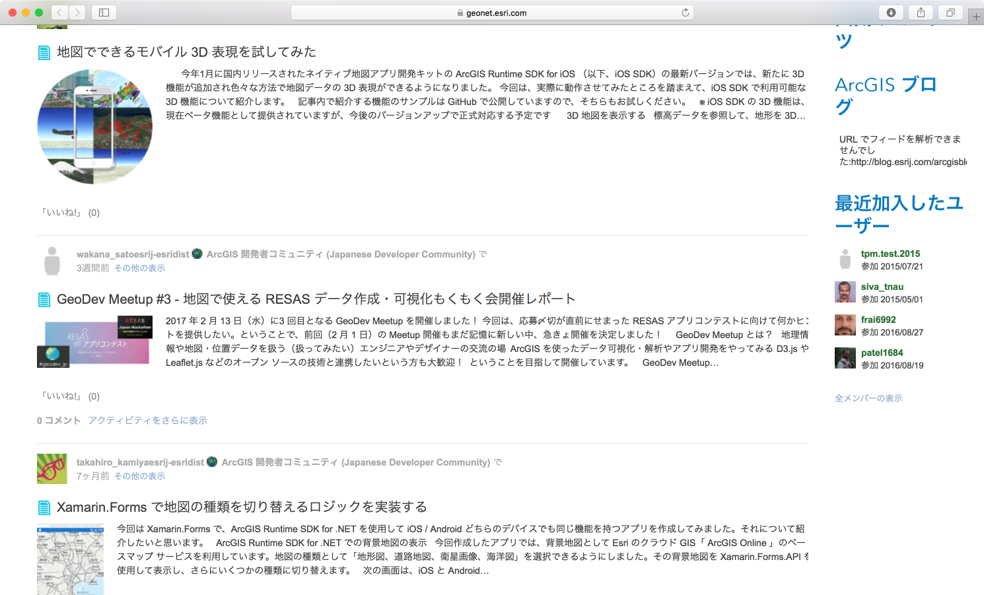 geonet.esri.com
地図でできるモバイル 3D 表現を試してみた
今年1月に国内リリースされたネイティブ地図アプリ開発キットの ArcGIS Runtime SDK for iOS （以下、iOS SDK）の最新バージョンでは、新たに 3D
機能が追加され色々な方法で地図データの 3D 表現ができるようになりました。 今回は、実際に動作させてみたところを踏まえて、iOS SDK で利用可能な
3D 機能について紹介します。 記事内で紹介する機能のサンプルは GitHub で公開していますので、そちらもお試しください。 ※ iOS SDK の 3D 機能は、
現在ベータ機能として提供されていますが、今後のバージョンアップで正式対応する予定です 3D 地図を表示する 標高データを参照して、地形を 3D...
「いいね!」 (0)
wakana_satoesrij-esridist ArcGIS 開発者コミュニティ (Japanese Developer Community) で
3週間前 その他の表示
GeoDev Meetup #3 - 地図で使える RESAS データ作成・可視化もくもく会開催レポート
RESAS
Japan Hackathon
RESAS
アプリコンテスト
#geodev_jp
2017 年 2 月 13 日（水）に3 回目となる GeoDev Meetup を開催しました！ 今回は、応募〆切が直前にせまった RESAS アプリコンテストに向けて何かヒン
トを提供したい。ということで、前回（2 月 1 日）の Meetup 開催もまだ記憶に新しい中、急きょ開催を決定しました！ GeoDev Meetup とは？ 地理情
報や地図・位置データを扱う（扱ってみたい）エンジニアやデザイナーの交流の場 ArcGIS を使ったデータ可視化・解析やアプリ開発をやってみる D3.js や
Leaflet.js などのオープン ソースの技術と連携したいという方も大歓迎！ ということを目指して開催しています。 GeoDev Meetup...
「いいね!」 (0)
0 コメント アクティビティをさらに表示
takahiro_kamiyaesrij-esridist ArcGIS 開発者コミュニティ (Japanese Developer Community) で
7ヶ月前 その他の表示
Xamarin.Forms で地図の種類を切り替えるロジックを実装する
今回は Xamarin.Forms で、ArcGIS Runtime SDK for .NET を使用して iOS / Android どちらのデバイスでも同じ機能を持つアプリを作成してみました。それについて紹
介したいと思います。 ArcGIS Runtime SDK for .NET での背景地図の表示 今回作成したアプリでは、背景地図として Esri のクラウド GIS「 ArcGIS Online 」のベー
スマップ サービスを利用しています。地図の種類として「地形図、道路地図、衛星画像、海洋図」を選択できるようにしました。その背景地図を Xamarin.Forms.API を
使用して表示し、さらにいくつかの種類に切り替えます。 次の画面は、iOS と Android...
ツ
ArcGIS ブロ
グ
URL でフィードを解析できま
せんでし
た:http://blog.esrij.com/arcgisbl
最近加入したユ
ーザー
tpm.test.2015
参加 2015/07/21
siva_tnau
参加 2015/05/01
frai6992
参加 2016/08/27
patel1684
参加 2016/08/19
全メンバーの表示